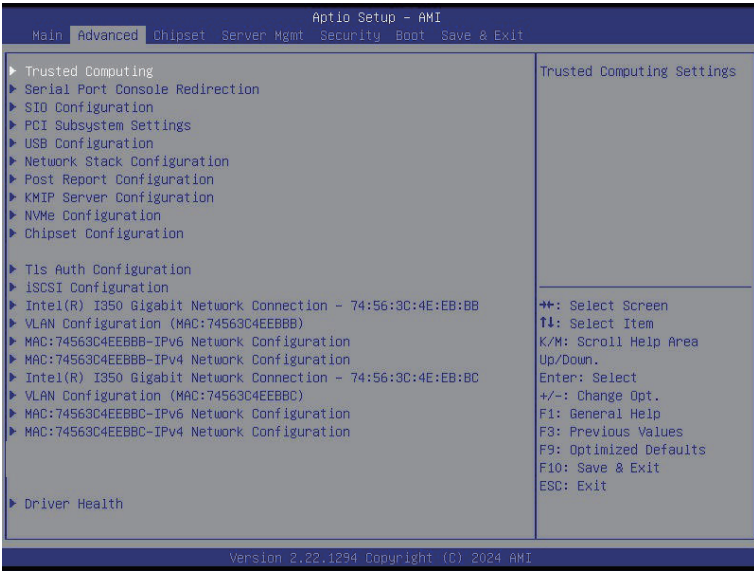 Aptio Setup – AMI
Main Advanced Chipset Server Mgmt Security Boot Save & Exit
Trusted Computing
Serial Port Console Redirection
SIO Configuration
PCI Subsystem Settings
USB Configuration
Network Stack Configuration
Post Report Configuration
KMIP Server Configuration
NVMe Configuration
Chipset Configuration
Tls Auth Configuration
iSCSI Configuration
Intel(R) I350 Gigabit Network Connection – 74:56:3C:4E:EB:BB
VLAN Configuration (MAC:74563C4EEBBB)
MAC:74563C4EEBBB-IPv6 Network Configuration
MAC:74563C4EEBBB-IPv4 Network Configuration
Intel(R) I350 Gigabit Network Connection – 74:56:3C:4E:EB:BC
VLAN Configuration (MAC:74563C4EEBBC)
MAC:74563C4EEBBC-IPv6 Network Configuration
MAC:74563C4EEBBC-IPv4 Network Configuration
Driver Health
Trusted Computing Settings
→←: Select Screen
↑↓: Select Item
K/M: Scroll Help Area
Up/Down.
Enter: Select
+/-: Change Opt.
F1: General Help
F3: Previous Values
F9: Optimized Defaults
F10: Save & Exit
ESC: Exit
Version 2.22.1294 Copyright (C) 2024 AMI